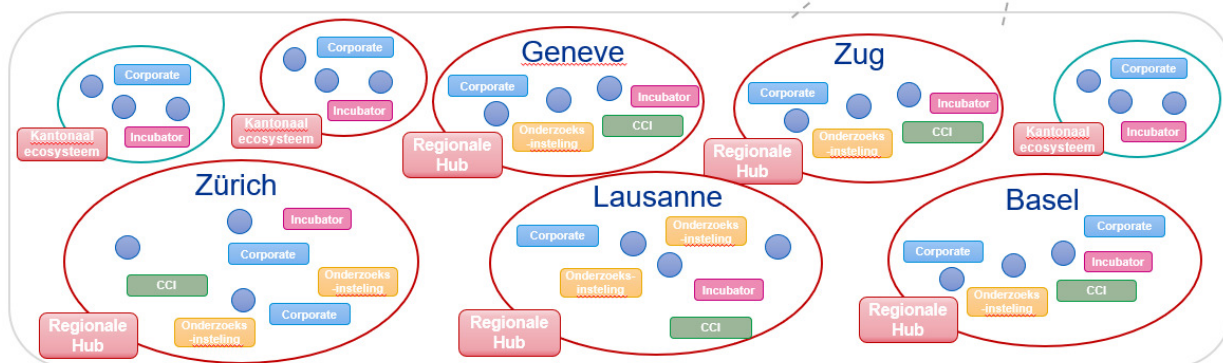 Corporate
Incubator
Kantonaal
ecosysteem
Corporate
Incubator
Kantonaal
ecosysteem
Geneve
Corporate
Incubator
Onderzoeks
-insteling
CCI
Regionale
Hub
Zug
Corporate
Incubator
Onderzoeks
-insteling
CCI
Regionale
Hub
Corporate
Incubator
Kantonaal
ecosysteem
Zürich
Incubator
Corporate
CCI
Onderzoeks
-insteling
Corporate
Onderzoeks
-insteling
Regionale
Hub
Lausanne
Corporate
Onderzoeks
-insteling
Onderzoeks-
insteling
Incubator
CCI
Regionale
Hub
Basel
Corporate
Corporate
Incubator
Onderzoeks
-insteling
CCI
Regionale
Hub